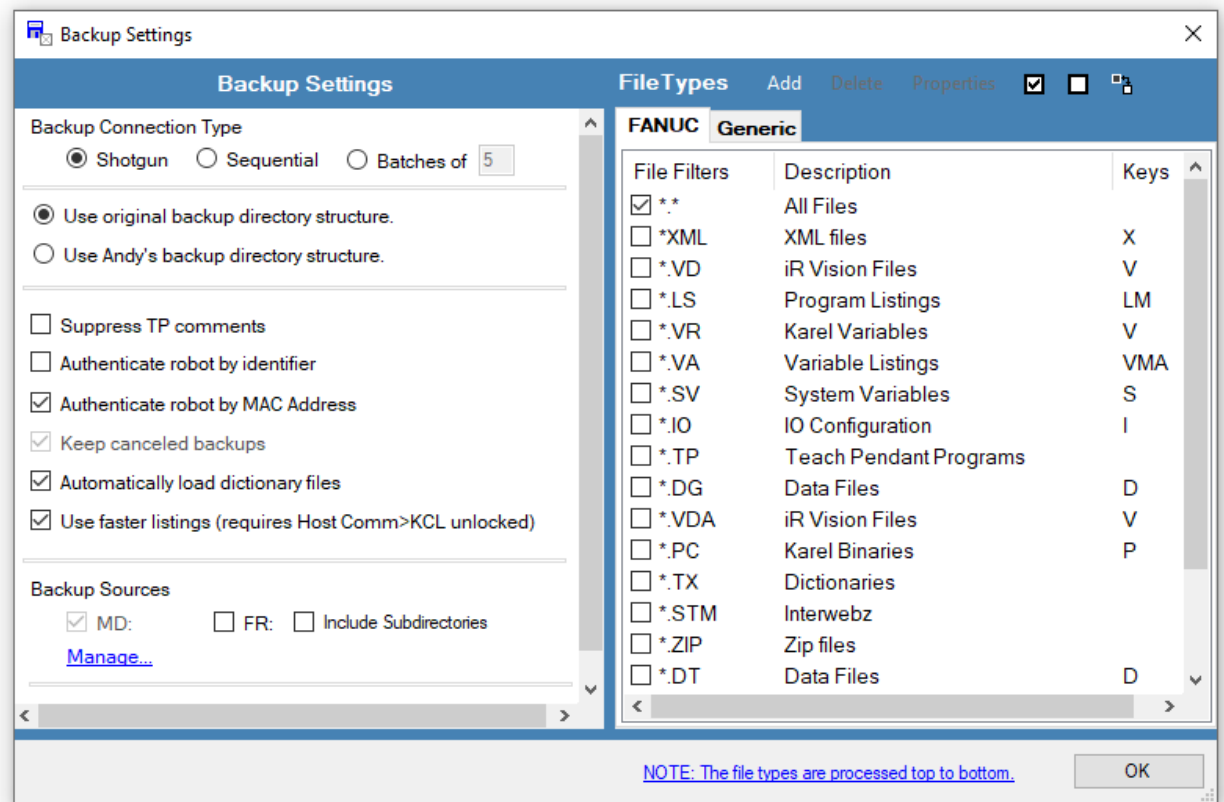 Backup Settings
Backup Settings
FileTypes Add Delete Properties
Backup Connection Type
Shotgun Sequential Batches of 5
Use original backup directory structure.
Use Andy's backup directory structure.
Suppress TP comments
Authenticate robot by identifier
Authenticate robot by MAC Address
Keep canceled backups
Automatically load dictionary files
Use faster listings (requires Host Comm>KCL unlocked)
Backup Sources
MD: FR: Include Subdirectories
Manage...
FANUC Generic
File Filters Description Keys
*.* All Files
*XML XML files X
*.VD iR Vision Files V
*.LS Program Listings LM
*.VR Karel Variables V
*.VA Variable Listings VMA
*.SV System Variables S
*.IO IO Configuration I
*.TP Teach Pendant Programs
*.DG Data Files D
*.VDA iR Vision Files V
*.PC Karel Binaries P
*.TX Dictionaries
*.STM Interwebz
*.ZIP Zip files
*.DT Data Files D
NOTE: The file types are processed top to bottom.
OK